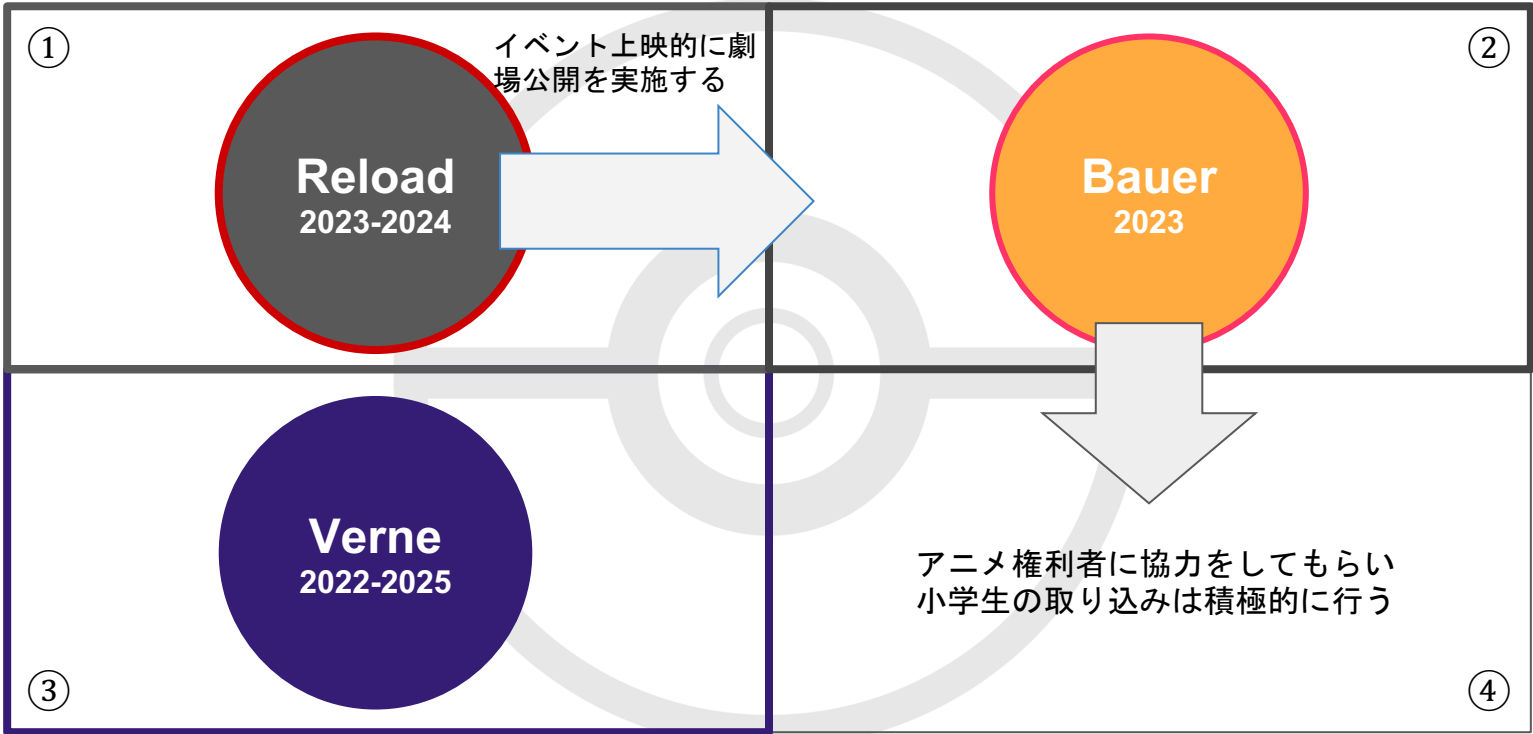 ①
イベント上映的に劇
場公開を実施する
Reload
2023-2024
②
Bauer
2023
Verne
2022-2025
③
アニメ権利者に協力をしてもらい
小学生の取り込みは積極的に行う
④